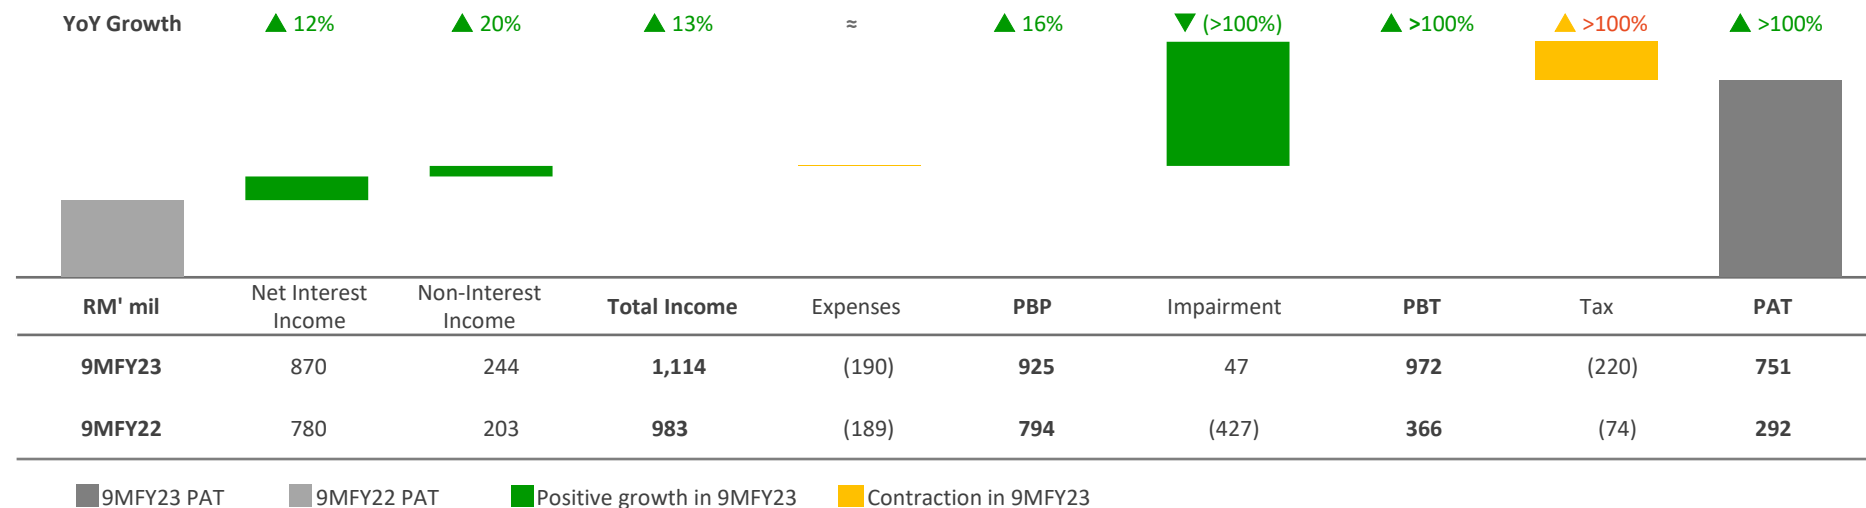 YoY Growth ▲ 12% ▲ 20% ▲ 13% ≈ ▲ 16% ▼ (>100%) ▲ >100% ▲ >100% ▲ >100%
RM' mil Net Interest Income Non-Interest Income Total Income Expenses PBP Impairment PBT Tax PAT
9MFY23 870 244 1,114 (190) 925 47 972 (220) 751
9MFY22 780 203 983 (189) 794 (427) 366 (74) 292
9MFY23 PAT 9MFY22 PAT Positive growth in 9MFY23 Contraction in 9MFY23